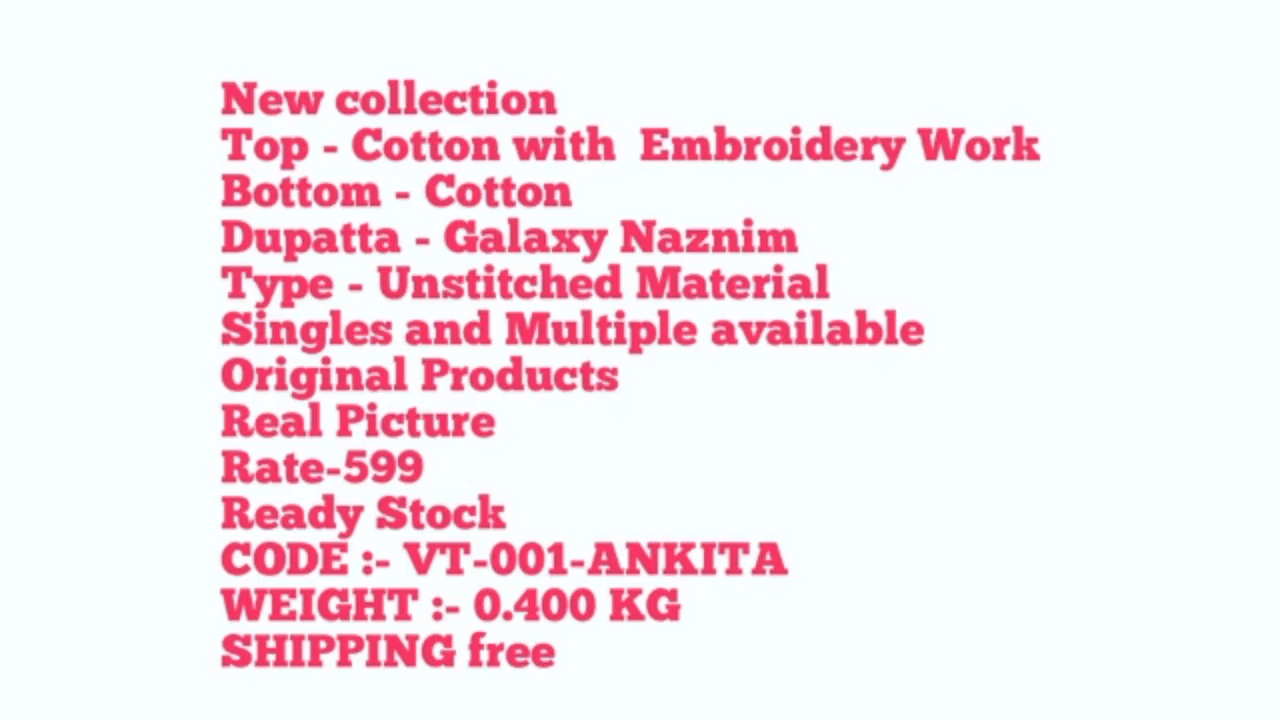 New collection
Top - Cotton with  Embroidery Work
Bottom - Cotton
Dupatta - Galaxy Naznim
Type - Unstitched Material
Singles and Multiple available
Original Products
Real Picture
Rate-599
Ready Stock
CODE :- VT-001-ANKITA
WEIGHT :- 0.400 KG
SHIPPING free